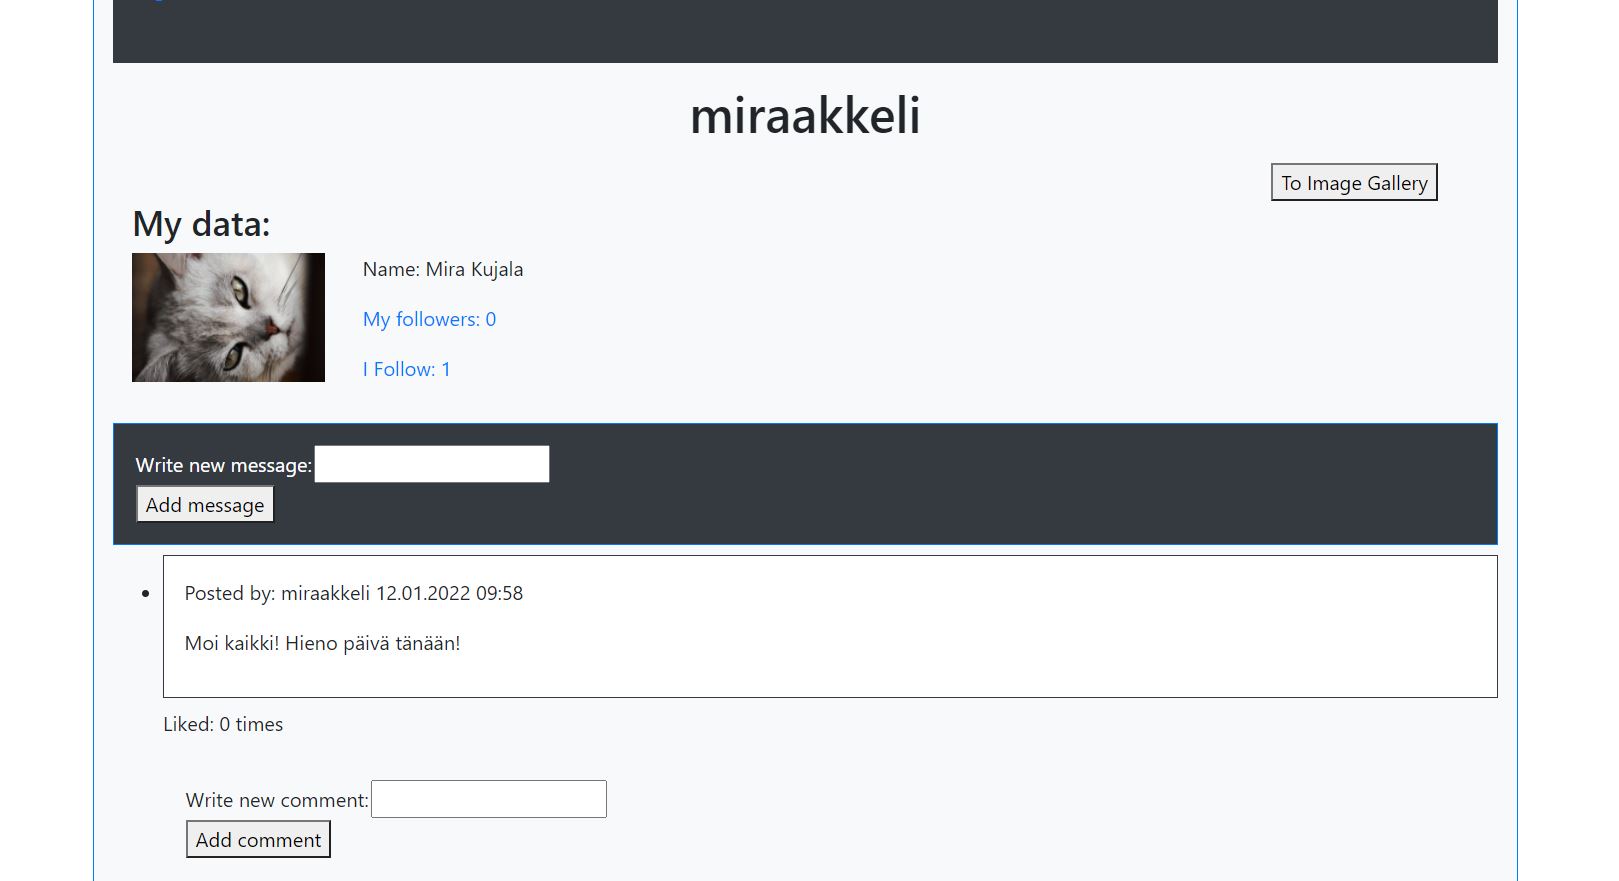 miraakkeli
To Image Gallery
My data:
Name: Mira Kujala
My followers: 0
I Follow: 1
Write new message:
Add message
Posted by: miraakkeli 12.01.2022 09:58
Moi kaikki! Hieno päivä tänään!
Liked: 0 times
Write new comment:
Add comment